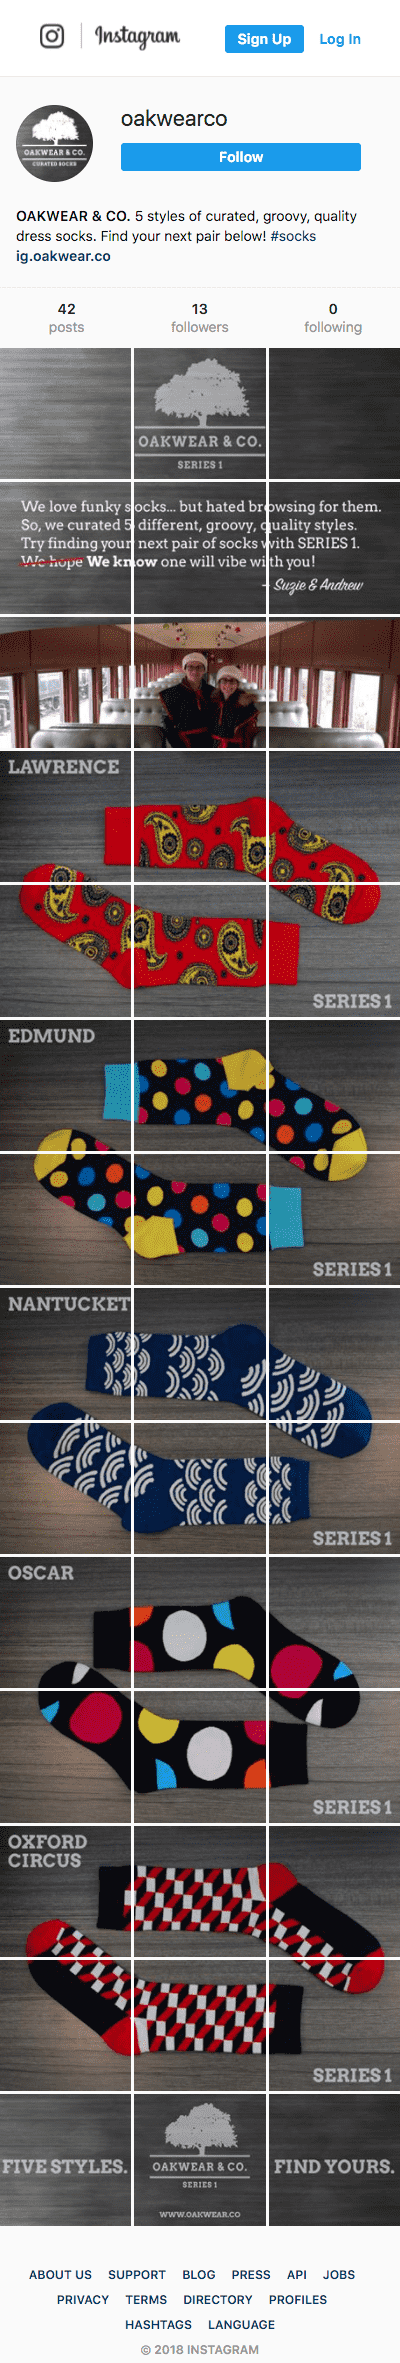 Instagram
Sign Up
Log In
OAKWEAR & CO.
CURATED SOCKS
oakwearco
Follow
OAKWEAR & CO. 5 styles of curated, groovy, quality
dress socks. Find your next pair below! #socks
ig.oakwear.co
42 13 0
posts followers following
OAKWEAR & CO.
SERIES 1
We love funky socks... but hated browsing for them.
So, we curated 5 different, groovy, quality styles.
Try finding your next pair of socks with SERIES 1.
We hope We know one will vibe with you!
- Suzie & Andrew
LAWRENCE
SERIES 1
EDMUND
SERIES 1
NANTUCKET
SERIES 1
OSCAR
SERIES 1
OXFORD
CIRCUS
SERIES 1
FIVE STYLES.
OAKWEAR & CO.
SERIES 1
WWW.OAKWEAR.CO
FIND YOURS.
ABOUT US SUPPORT BLOG PRESS API JOBS
PRIVACY TERMS DIRECTORY PROFILES
HASHTAGS LANGUAGE
© 2018 INSTAGRAM